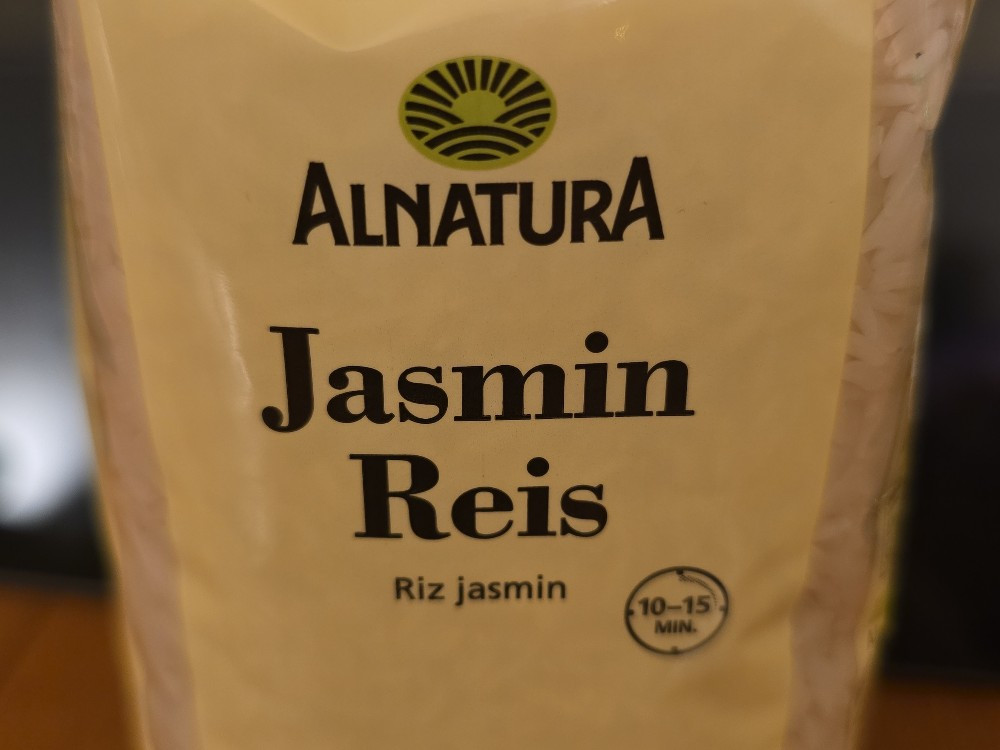 ALNATURA
Jasmin
Reis
Riz jasmin
10–15
MIN.